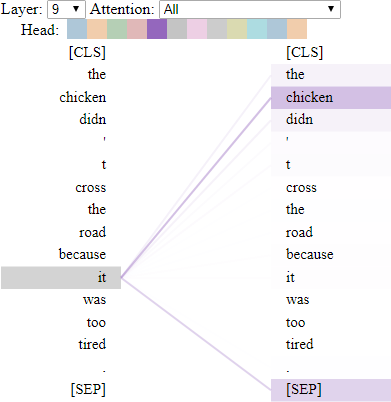 Layer: 9 Attention: All
Head:
[CLS] [CLS]
the the
chicken chicken
didn didn
' '
t t
cross cross
the the
road road
because because
it it
was was
too too
tired tired
. .
[SEP] [SEP]